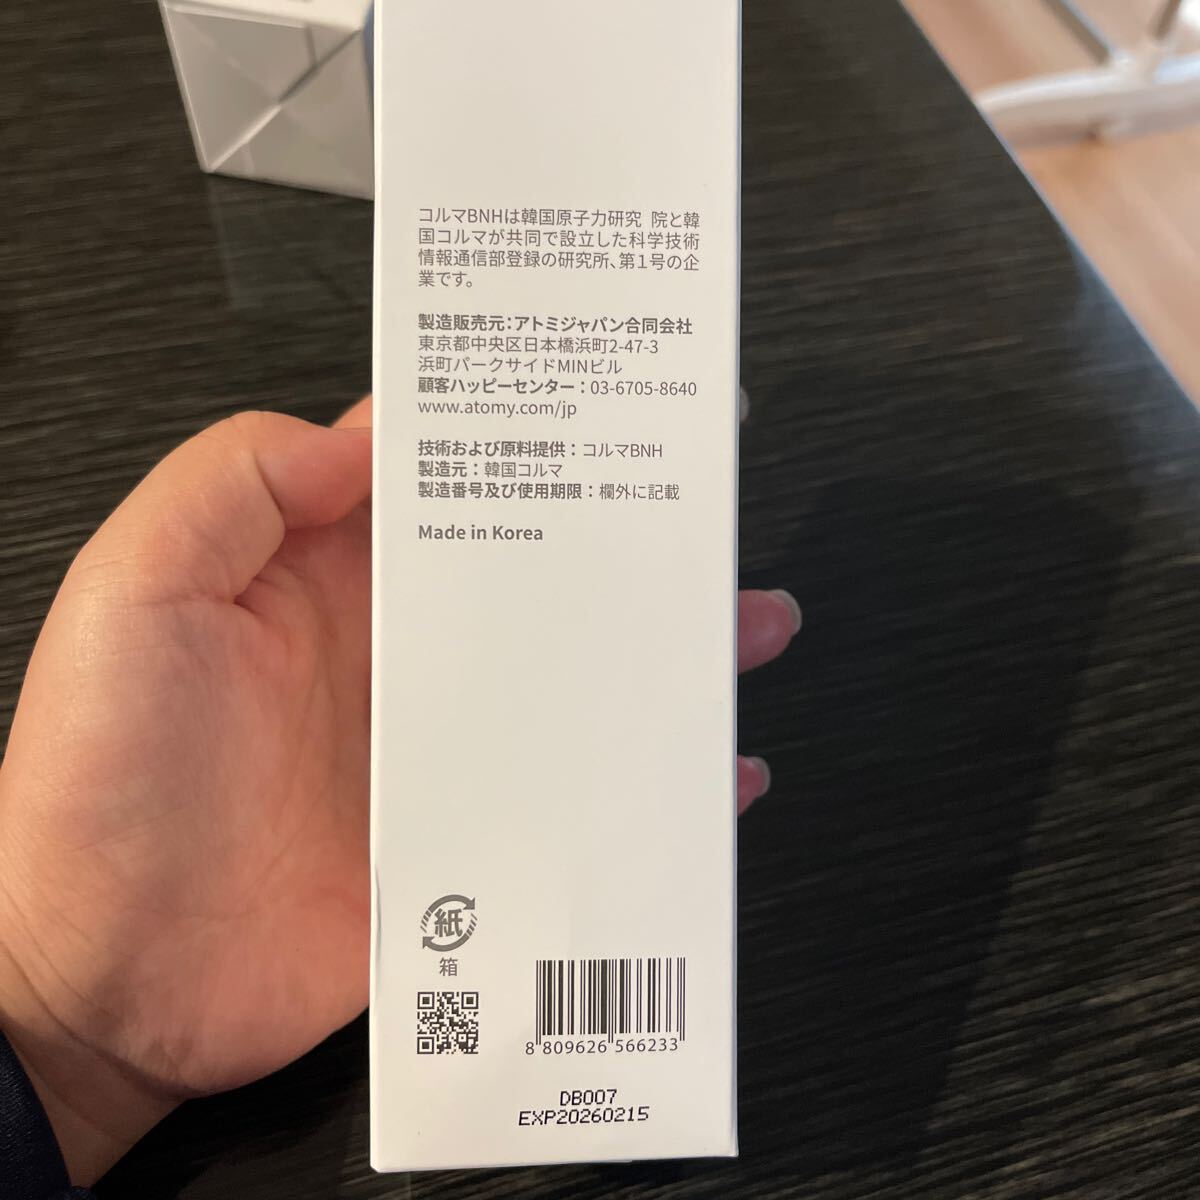 コルマBNHは韓国原子力研究 院と韓
国コルマが共同で設立した科学技術
情報通信部登録の研究所、第1号の企
業です。
製造販売元：アトミジャパン合同会社
東京都中央区日本橋浜町2-47-3
浜町パークサイドMINビル
顧客ハッピーセンター：03-6705-8640
www.atomy.com/jp
技術および原料提供：コルマBNH
製造元：韓国コルマ
製造番号及び使用期限：欄外に記載
Made in Korea
紙
箱
8 809626 566233
DB007
EXP20260215